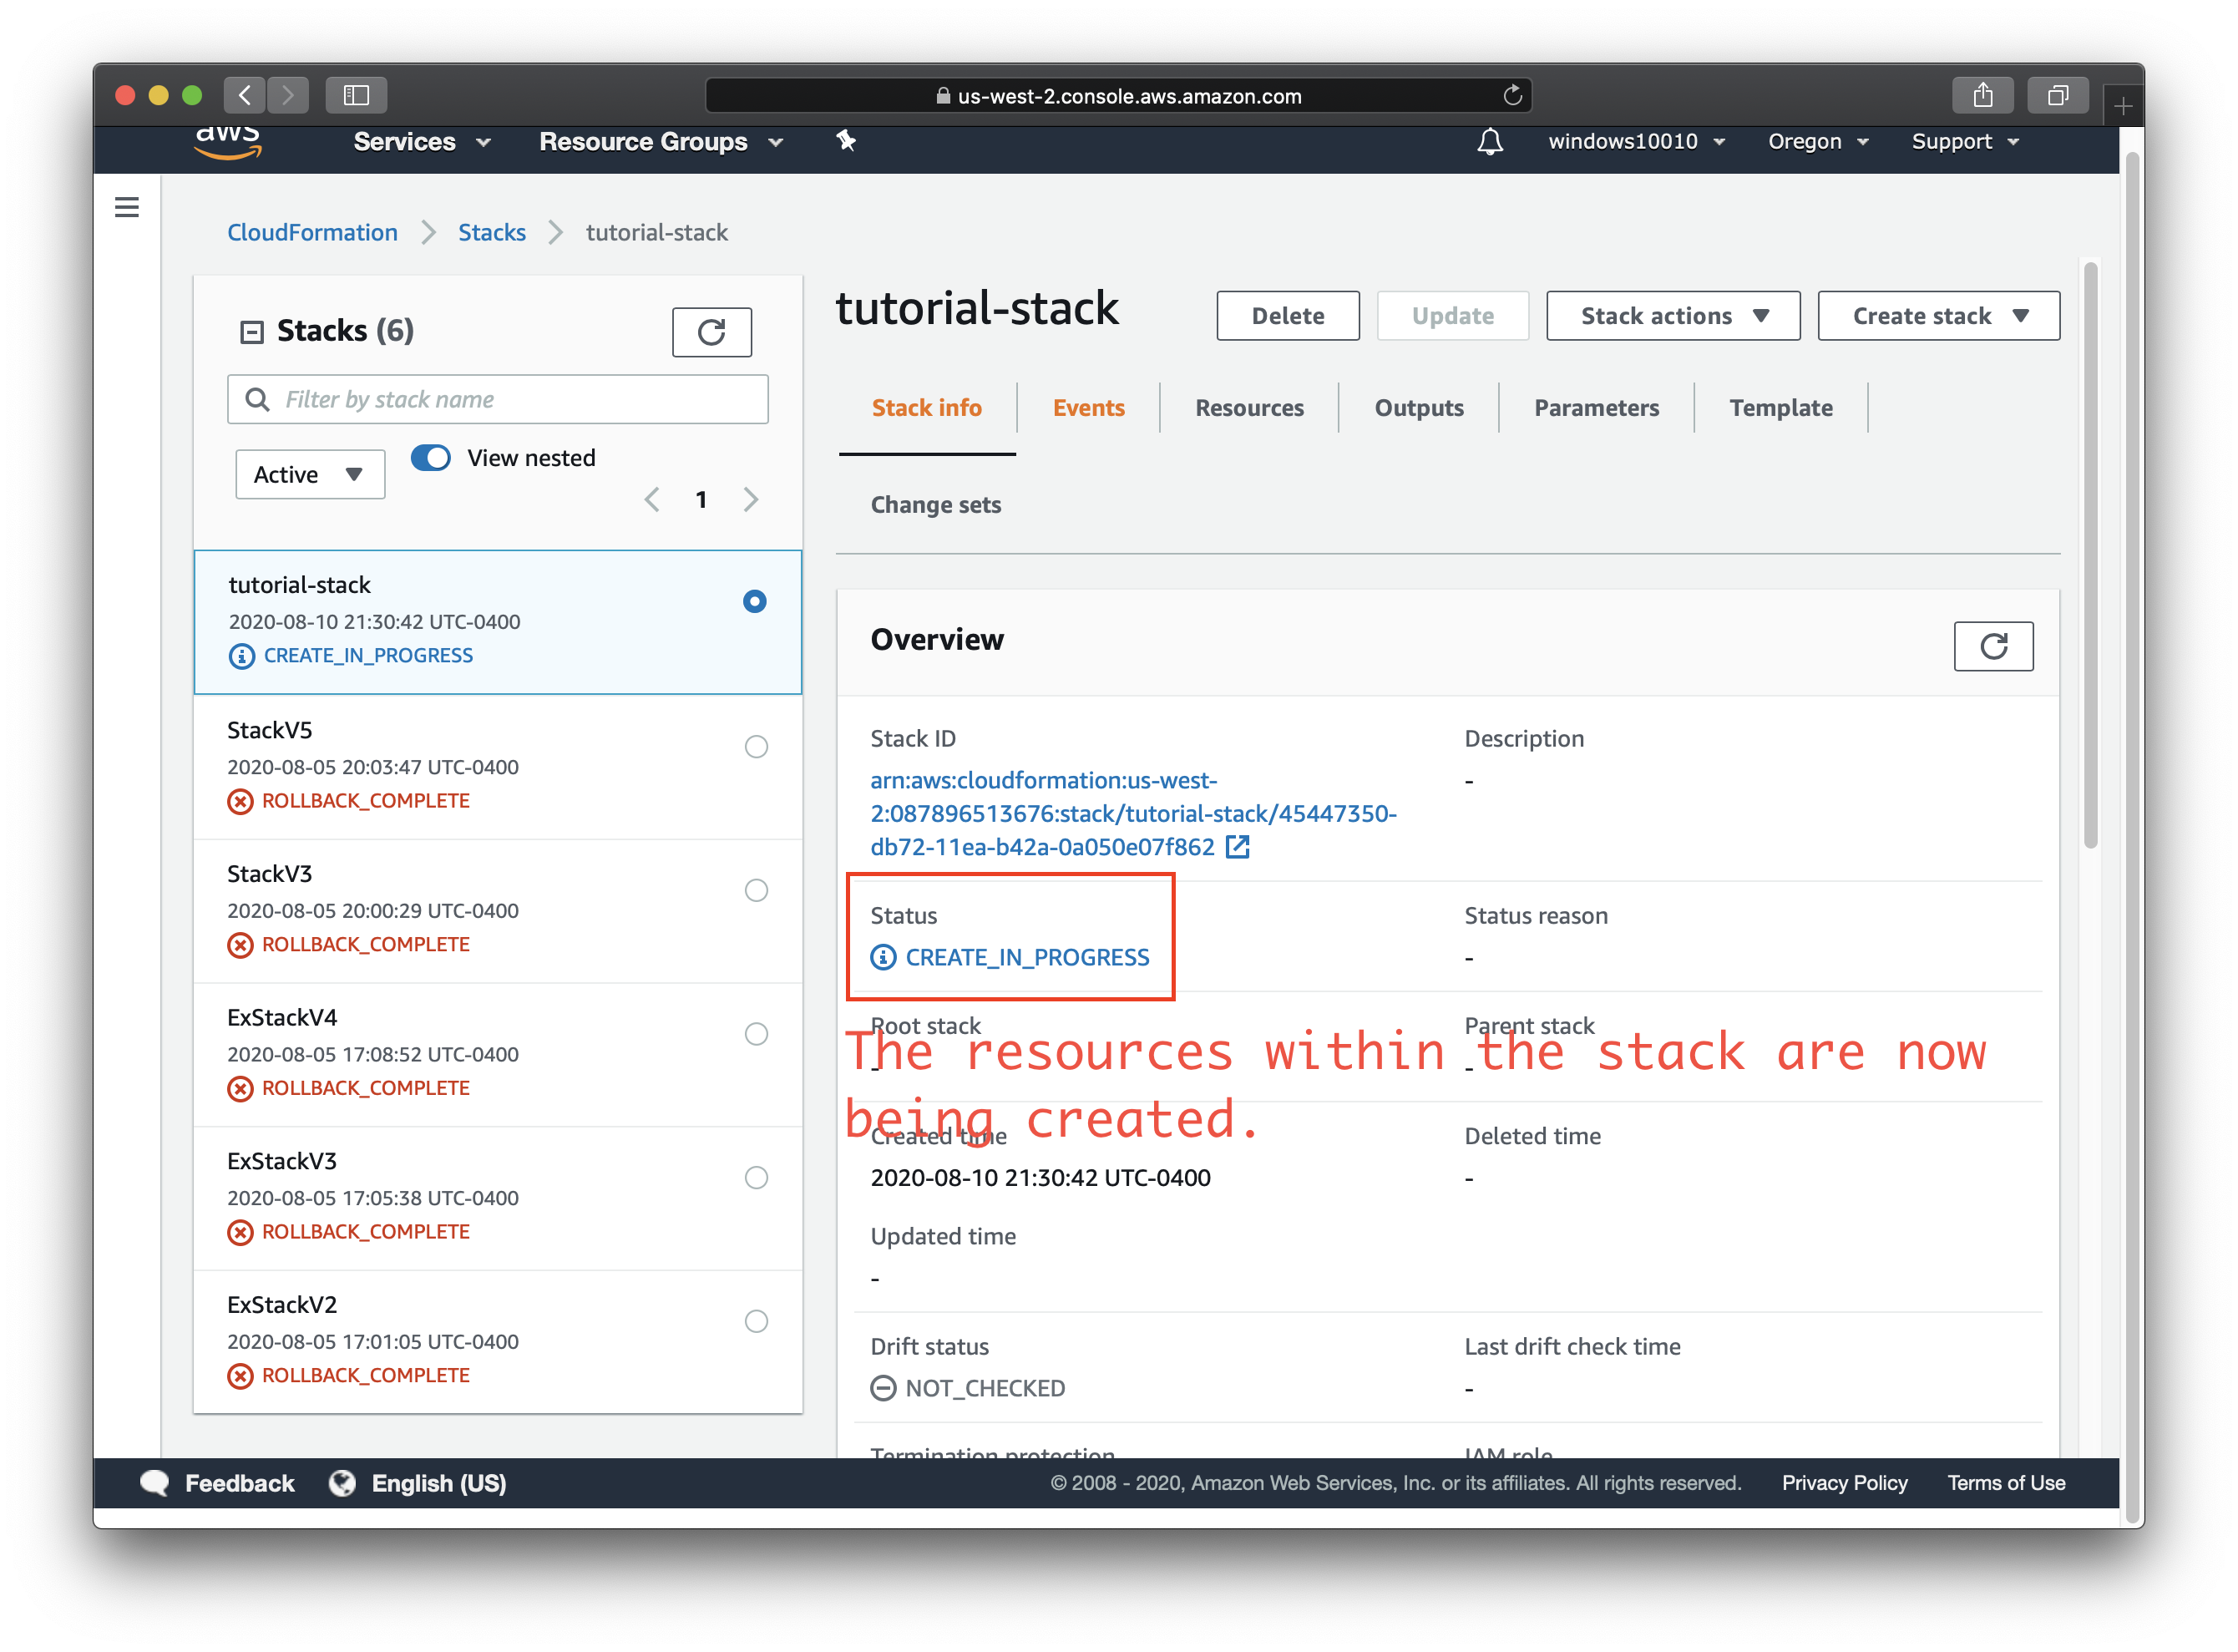 us-west-2.console.aws.amazon.com
aws Services Resource Groups windows10010 Oregon Support
CloudFormation Stacks tutorial-stack
Stacks (6)
Filter by stack name
Active View nested
1
tutorial-stack
2020-08-10 21:30:42 UTC-0400
CREATE_IN_PROGRESS
StackV5
2020-08-05 20:03:47 UTC-0400
ROLLBACK_COMPLETE
StackV3
2020-08-05 20:00:29 UTC-0400
ROLLBACK_COMPLETE
ExStackV4
2020-08-05 17:08:52 UTC-0400
ROLLBACK_COMPLETE
ExStackV3
2020-08-05 17:05:38 UTC-0400
ROLLBACK_COMPLETE
ExStackV2
2020-08-05 17:01:05 UTC-0400
ROLLBACK_COMPLETE
tutorial-stack
Delete Update Stack actions Create stack
Stack info Events Resources Outputs Parameters Template
Change sets
Overview
Stack ID
arn:aws:cloudformation:us-west-
2:087896513676:stack/tutorial-stack/45447350-
db72-11ea-b42a-0a050e07f862
Description
-
Status
CREATE_IN_PROGRESS
Status reason
-
Root stack
-
Parent stack
-
The resources within the stack are now
being created.
Created time
2020-08-10 21:30:42 UTC-0400
Deleted time
-
Updated time
-
Drift status
NOT_CHECKED
Last drift check time
-
Termination protection
IAM role
Feedback English (US) © 2008 - 2020, Amazon Web Services, Inc. or its affiliates. All rights reserved. Privacy Policy Terms of Use